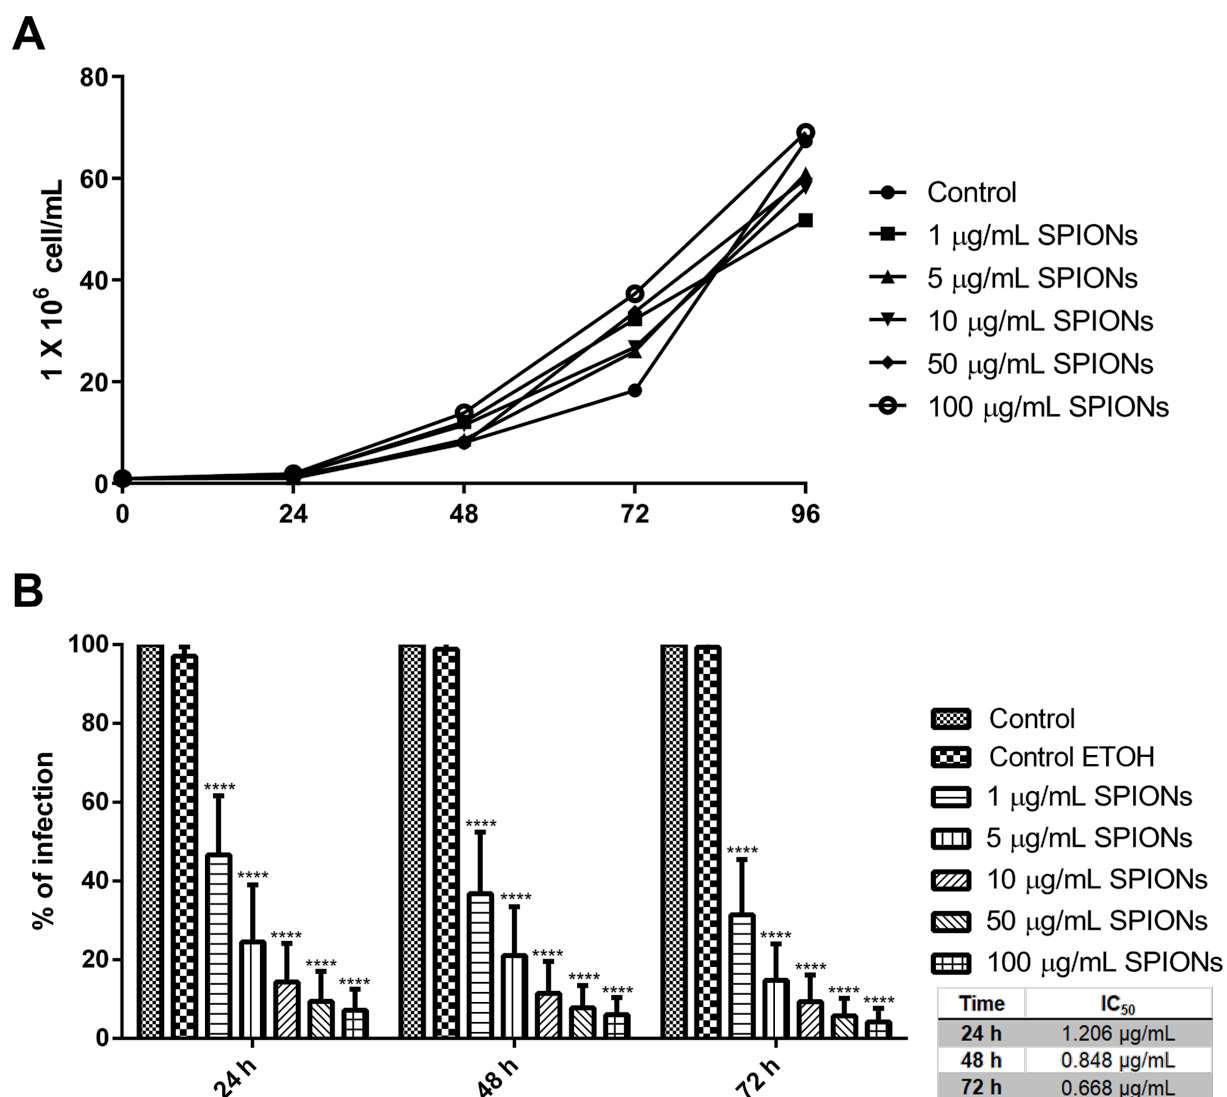 A
80
60
40
20
0
1 X 10⁶ cell/mL
0 24 48 72 96
Control
1 µg/mL SPIONs
5 µg/mL SPIONs
10 µg/mL SPIONs
50 µg/mL SPIONs
100 µg/mL SPIONs
B
100
80
60
40
20
0
% of infection
**** **** **** **** ****
**** **** **** **** ****
**** **** **** **** ****
24 h 48 h 72 h
Control
Control ETOH
1 µg/mL SPIONs
5 µg/mL SPIONs
10 µg/mL SPIONs
50 µg/mL SPIONs
100 µg/mL SPIONs
Time IC₅₀
24 h 1.206 µg/mL
48 h 0.848 µg/mL
72 h 0.668 µg/mL